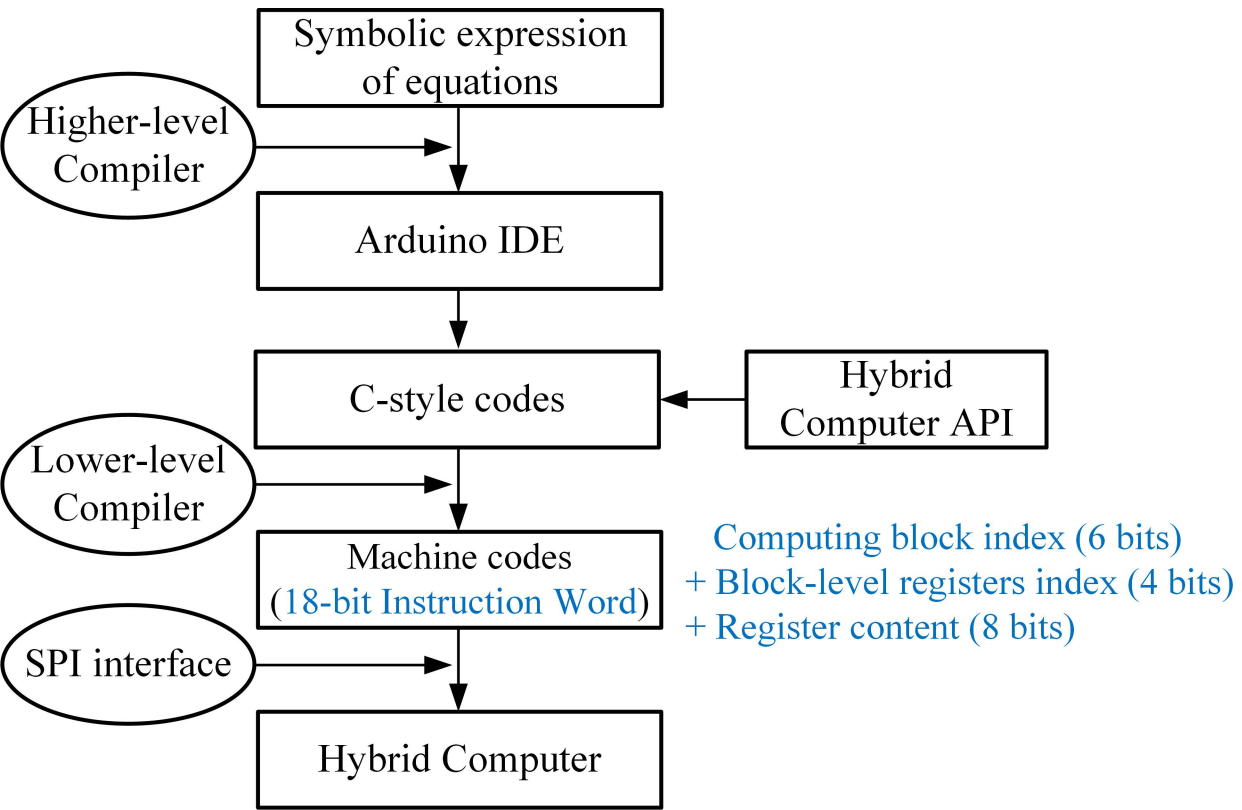 Symbolic expression
of equations
Higher-level
Compiler
Arduino IDE
C-style codes
Hybrid
Computer API
Lower-level
Compiler
Machine codes
(18-bit Instruction Word)
Computing block index (6 bits)
+ Block-level registers index (4 bits)
+ Register content (8 bits)
SPI interface
Hybrid Computer